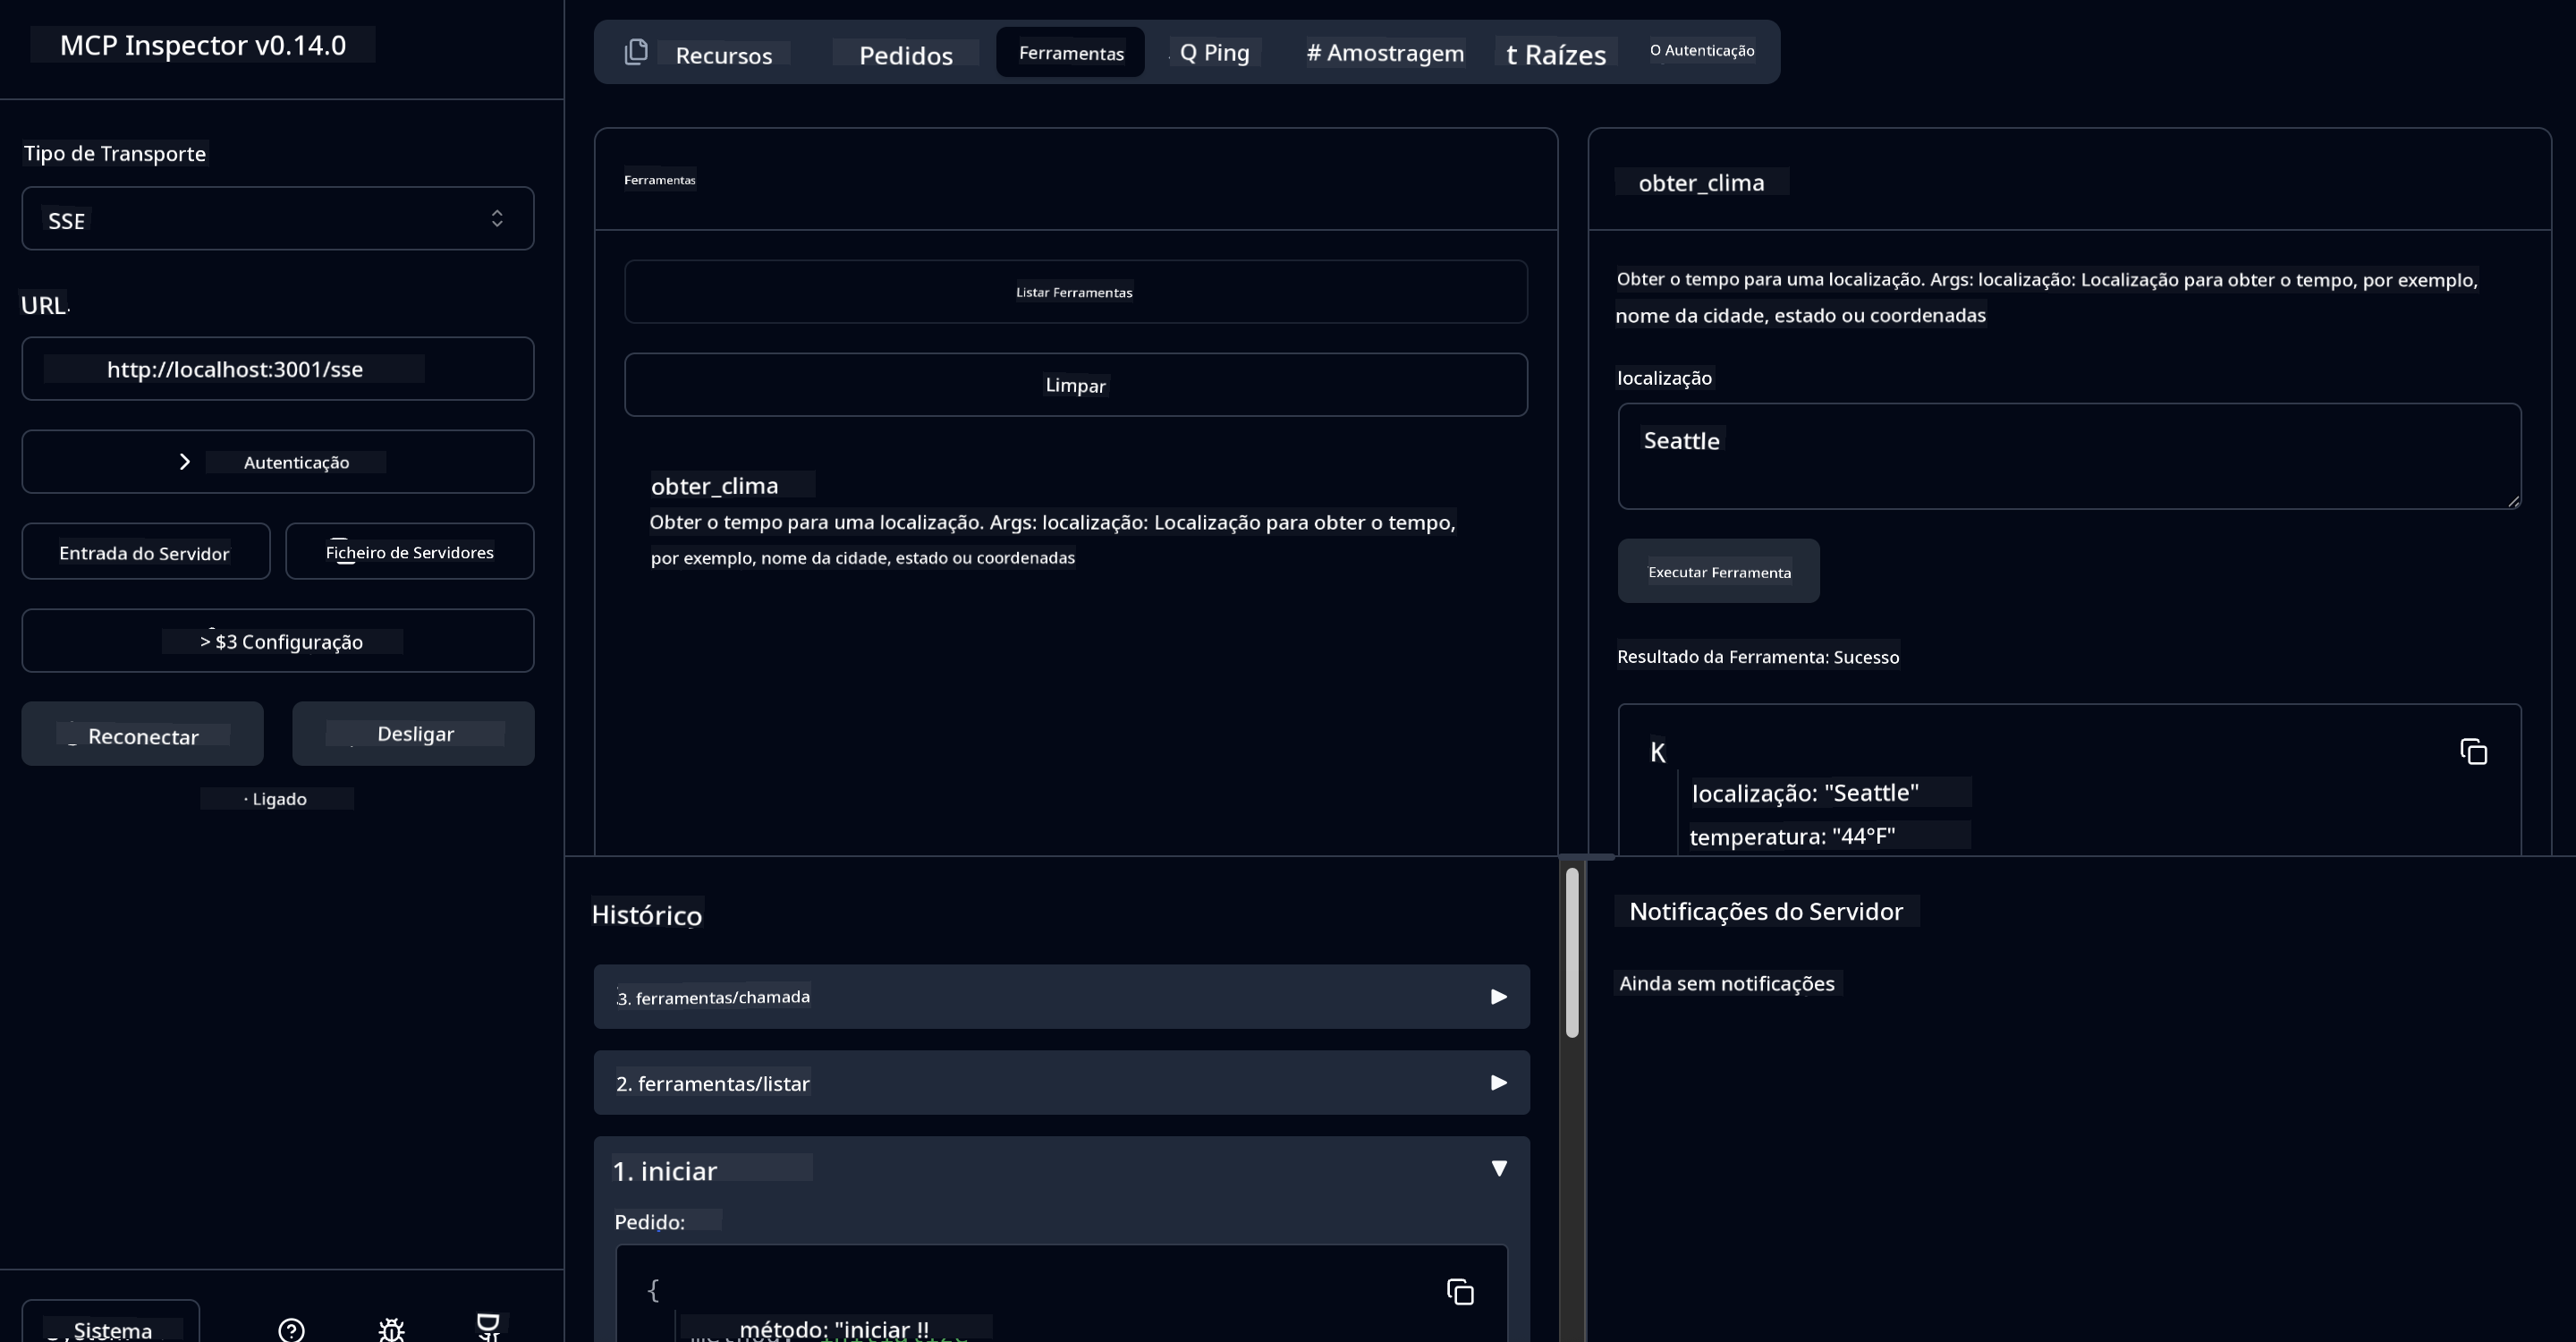 MCP Inspector v0.14.0
Tipo de Transporte
SSE
URL
http://localhost:3001/sse
Autenticação
Entrada do Servidor
Ficheiro de Servidores
> $3 Configuração
Reconectar
Desligar
· Ligado
Sistema
Recursos
Pedidos
Ferramentas
Q Ping
# Amostragem
t Raízes
O Autenticação
Ferramentas
Listar Ferramentas
Limpar
obter_clima
Obter o tempo para uma localização. Args: localização: Localização para obter o tempo,
por exemplo, nome da cidade, estado ou coordenadas
obter_clima
Obter o tempo para uma localização. Args: localização: Localização para obter o tempo, por exemplo,
nome da cidade, estado ou coordenadas
localização
Seattle
Executar Ferramenta
Resultado da Ferramenta: Sucesso
K
localização: "Seattle"
temperatura: "44°F"
Histórico
3. ferramentas/chamada
2. ferramentas/listar
1. iniciar
Pedido:
{
método: "iniciar !!
Notificações do Servidor
Ainda sem notificações